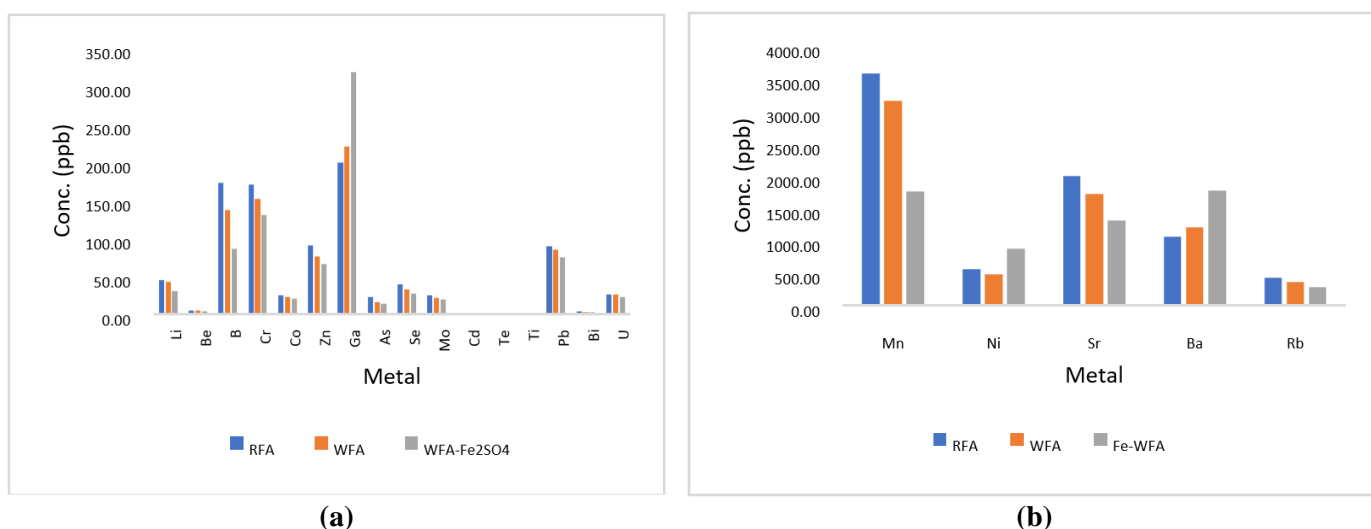 350.00
300.00
250.00
200.00
150.00
100.00
50.00
0.00
Conc. (ppb)
Li Be B Cr Co Zn Ga As Se Mo Cd Te Ti Pb Bi U
Metal
RFA WFA WFA-Fe2SO4
(a)
4000.00
3500.00
3000.00
2500.00
2000.00
1500.00
1000.00
500.00
0.00
Conc. (ppb)
Mn Ni Sr Ba Rb
Metal
RFA WFA Fe-WFA
(b)